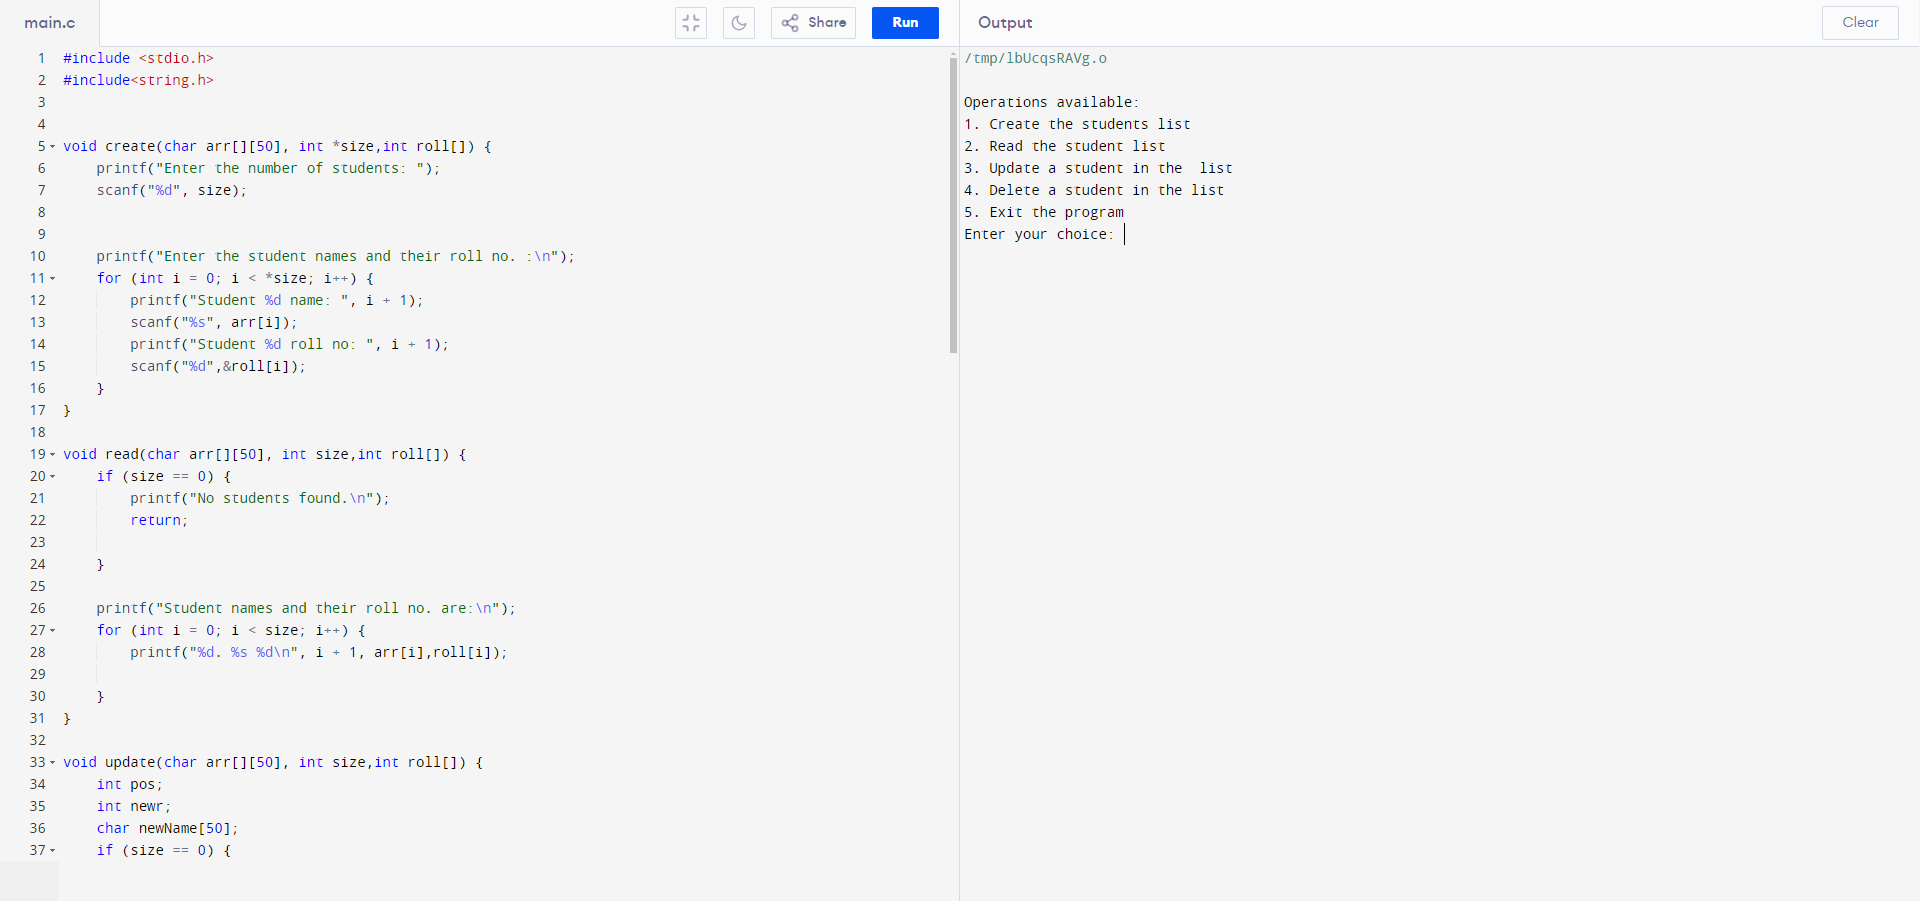 main.c
Share
Run
Output
Clear
1 #include <stdio.h>
2 #include<string.h>
3
4
5 void create(char arr[][50], int *size,int roll[]) {
6     printf("Enter the number of students: ");
7     scanf("%d", size);
8
9
10     printf("Enter the student names and their roll no. :\n");
11     for (int i = 0; i < *size; i++) {
12         printf("Student %d name: ", i + 1);
13         scanf("%s", arr[i]);
14         printf("Student %d roll no: ", i + 1);
15         scanf("%d",&roll[i]);
16     }
17 }
18
19 void read(char arr[][50], int size,int roll[]) {
20     if (size == 0) {
21         printf("No students found.\n");
22         return;
23
24     }
25
26     printf("Student names and their roll no. are:\n");
27     for (int i = 0; i < size; i++) {
28         printf("%d. %s %d\n", i + 1, arr[i],roll[i]);
29
30     }
31 }
32
33 void update(char arr[][50], int size,int roll[]) {
34     int pos;
35     int newr;
36     char newName[50];
37     if (size == 0) {
/tmp/lbUcqsRAVg.o
Operations available:
1. Create the students list
2. Read the student list
3. Update a student in the  list
4. Delete a student in the list
5. Exit the program
Enter your choice: